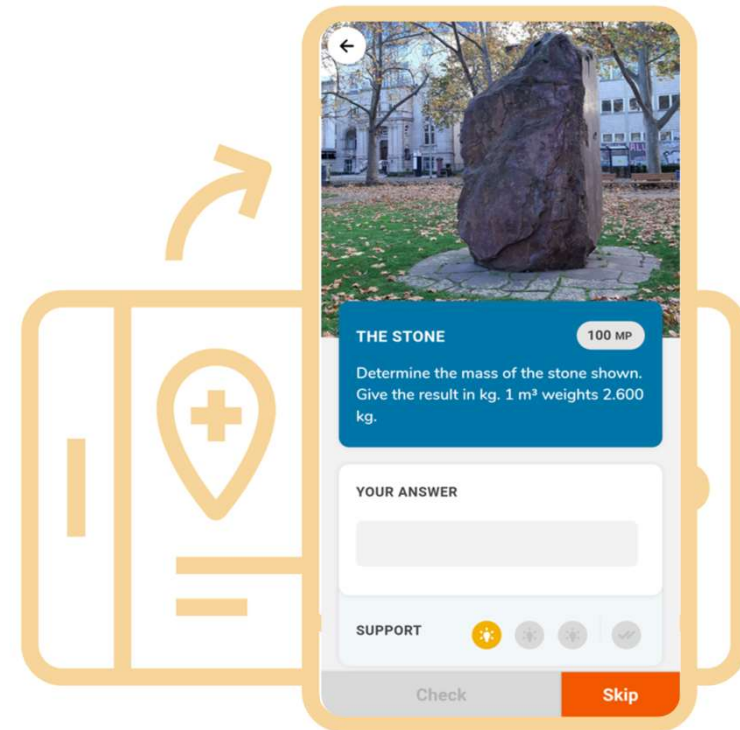 THE STONE
100 MP
Determine the mass of the stone shown.
Give the result in kg. 1 m³ weights 2.600
kg.
YOUR ANSWER
SUPPORT
Check
Skip